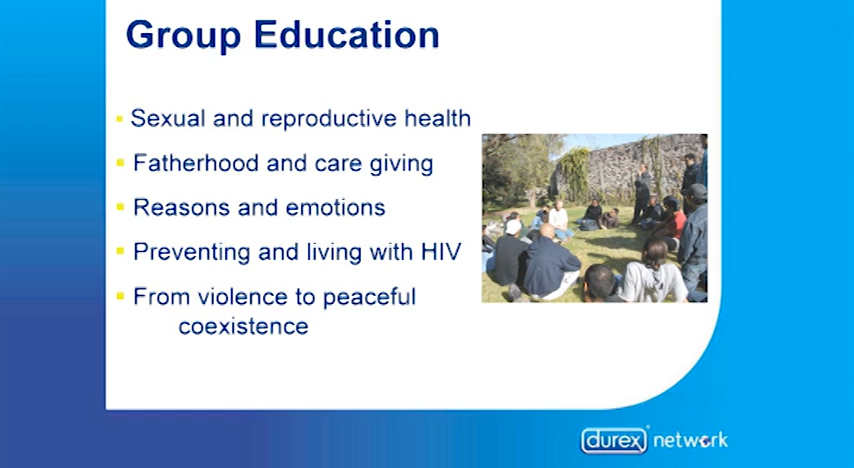 Group Education
Sexual and reproductive health
Fatherhood and care giving
Reasons and emotions
Preventing and living with HIV
From violence to peaceful
coexistence
durex® network